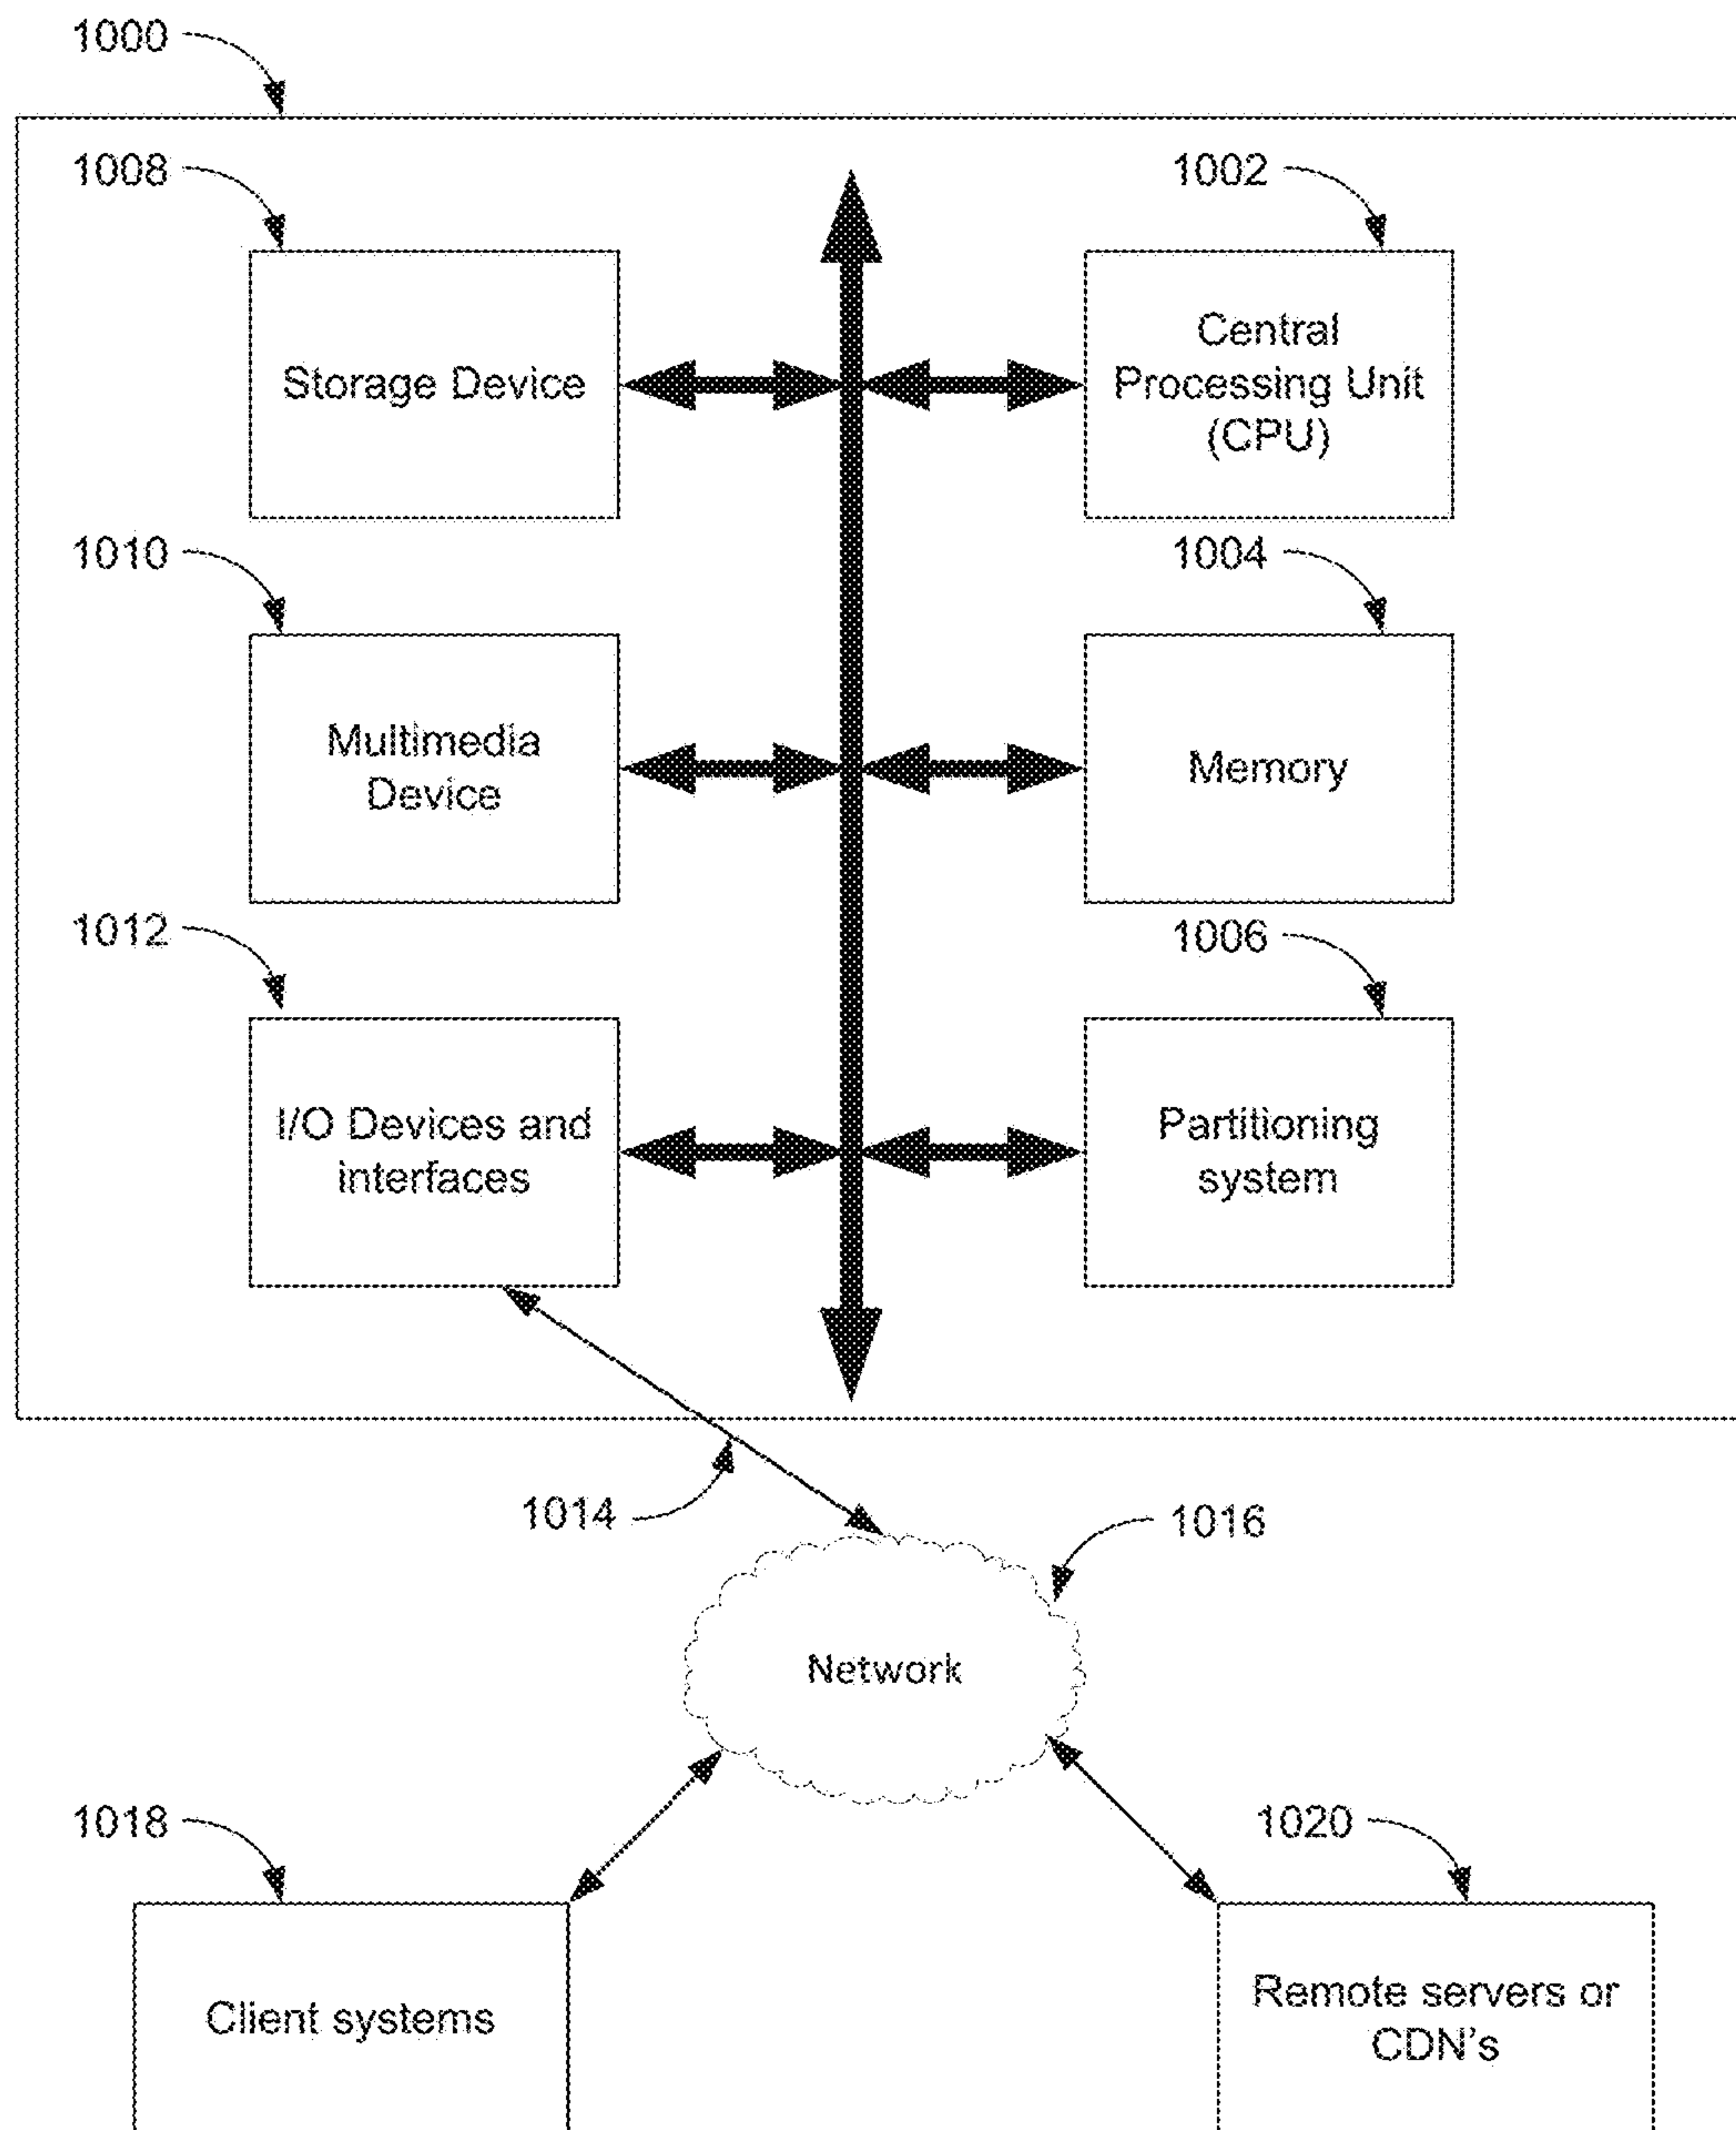 1000
1008
1002
Storage Device
Central
Processing Unit
(CPU)
1010
1004
Multimedia
Device
Memory
1012
1006
I/O Devices and
interfaces
Partitioning
system
1014
1016
Network
1018
1020
Client systems
Remote servers or
CDN's